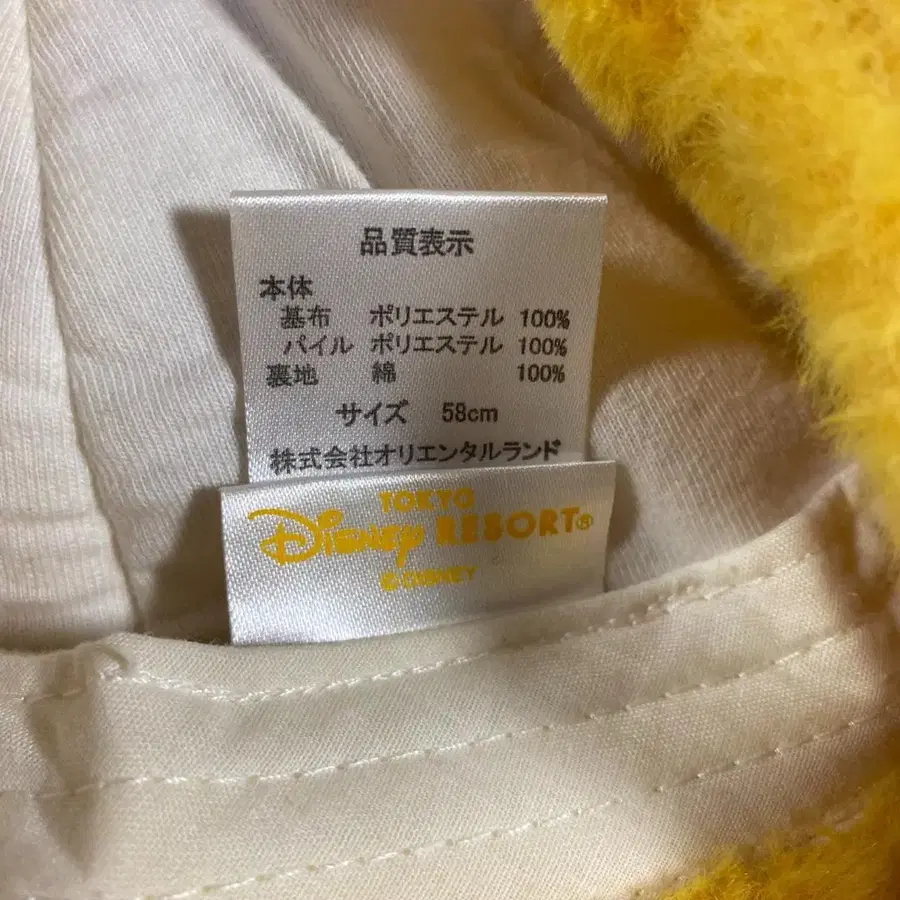 品質表示
本体
基布 ポリエステル 100%
パイル ポリエステル 100%
裏地 綿 100%
サイズ 58cm
株式会社オリエンタルランド
TOKYO
Disney RESORT®
©DISNEY